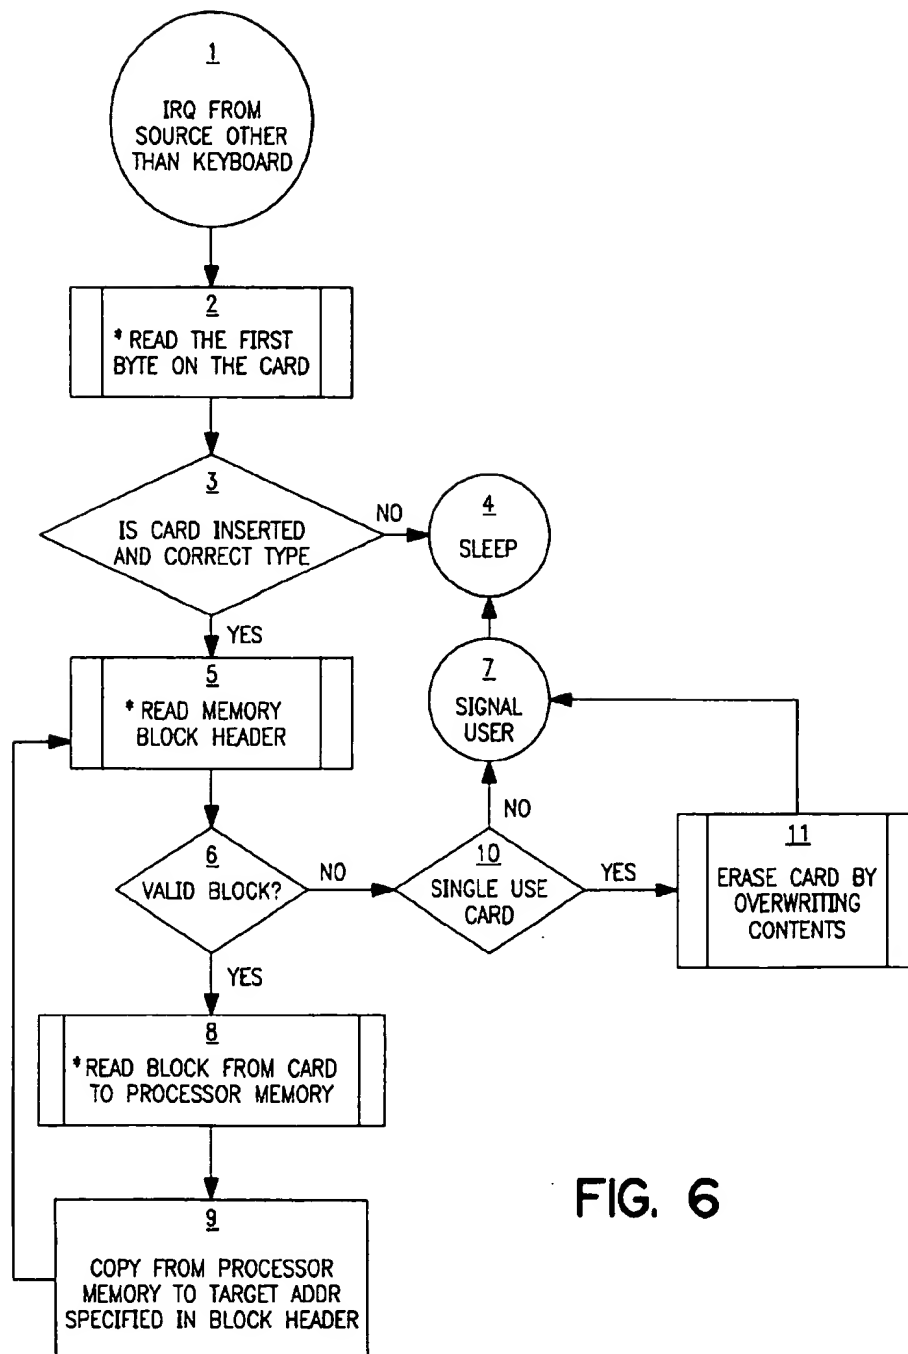 1
IRQ FROM
SOURCE OTHER
THAN KEYBOARD
2
*READ THE FIRST
BYTE ON THE CARD
3
IS CARD INSERTED
AND CORRECT TYPE
NO
4
SLEEP
YES
5
*READ MEMORY
BLOCK HEADER
7
SIGNAL
USER
NO
6
VALID BLOCK?
NO
10
SINGLE USE
CARD
YES
11
ERASE CARD BY
OVERWRITING
CONTENTS
YES
8
*READ BLOCK FROM CARD
TO PROCESSOR MEMORY
9
COPY FROM PROCESSOR
MEMORY TO TARGET ADDR
SPECIFIED IN BLOCK HEADER
FIG. 6